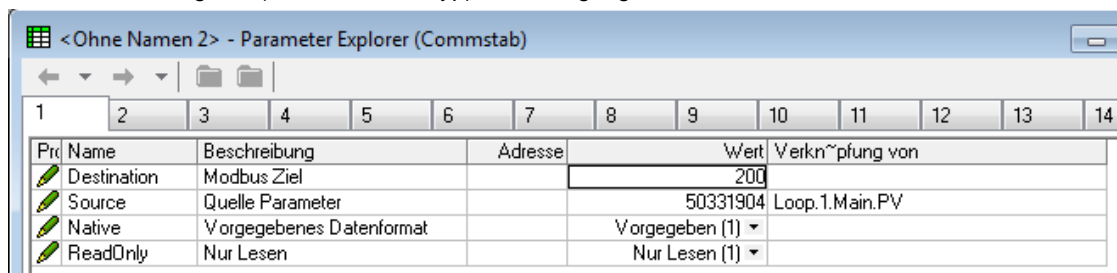 <Ohne Namen 2> - Parameter Explorer (Commstab)
1 2 3 4 5 6 7 8 9 10 11 12 13 14
Prc Name Beschreibung Adresse Wert Verkn~pfung von
Destination Modbus Ziel 200
Source Quelle Parameter 50331904 Loop.1.Main.PV
Native Vorgegebenes Datenformat Vorgegeben (1)
ReadOnly Nur Lesen Nur Lesen (1)